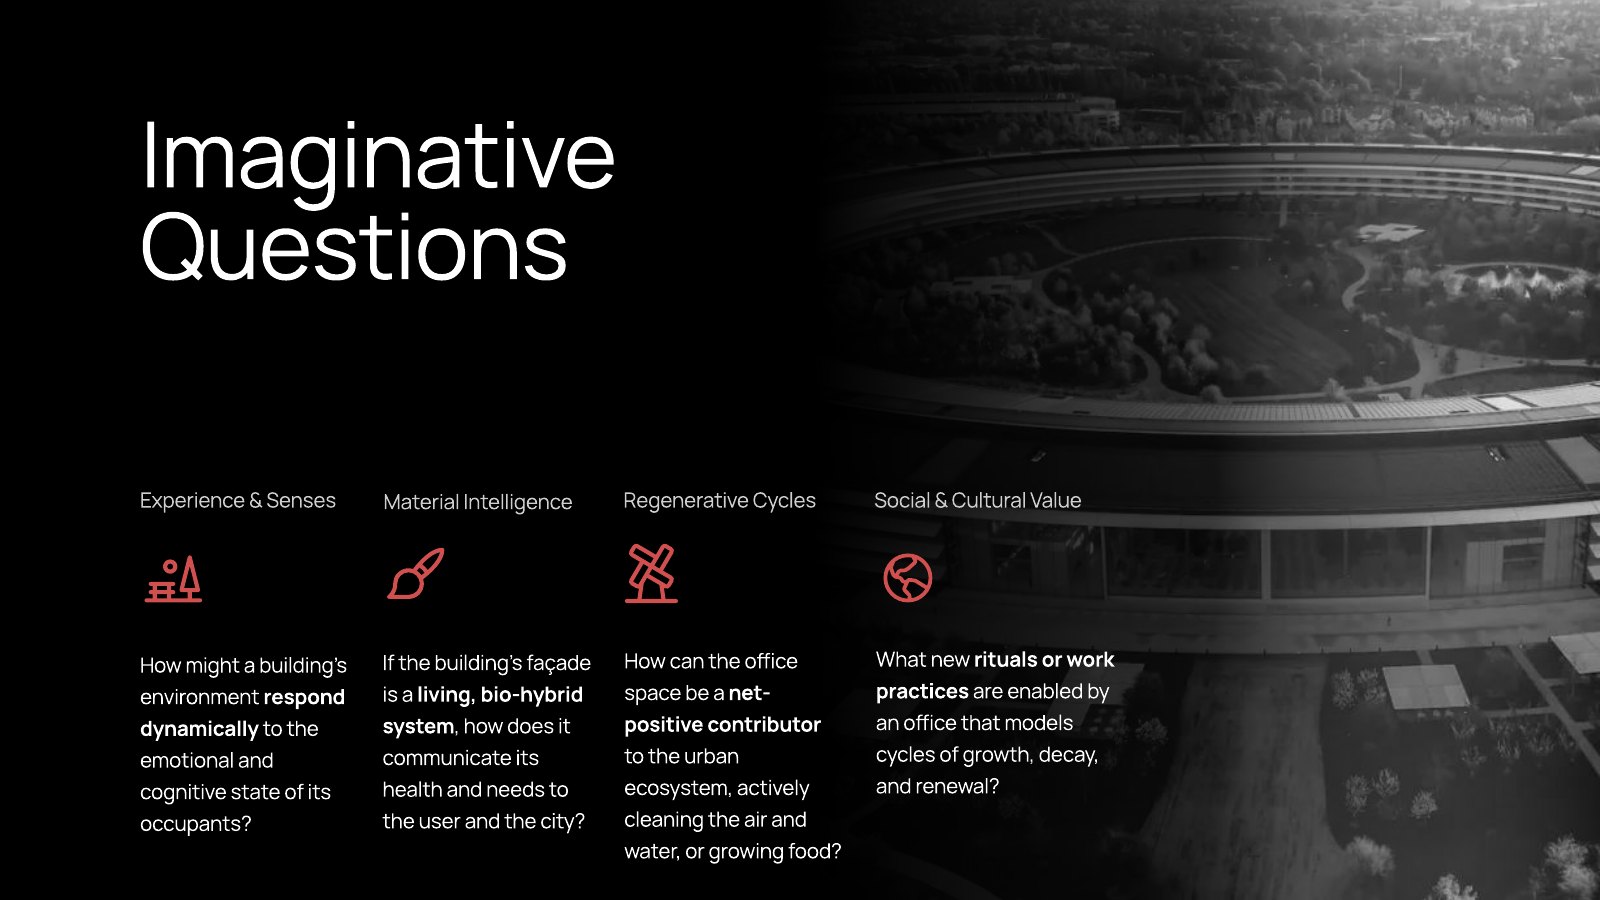 Imaginative
Questions
Experience & Senses
How might a building's
environment respond
dynamically to the
emotional and
cognitive state of its
occupants?
Material Intelligence
If the building's façade
is a living, bio-hybrid
system, how does it
communicate its
health and needs to
the user and the city?
Regenerative Cycles
How can the office
space be a net-
positive contributor
to the urban
ecosystem, actively
cleaning the air and
water, or growing food?
Social & Cultural Value
What new rituals or work
practices are enabled by
an office that models
cycles of growth, decay,
and renewal?